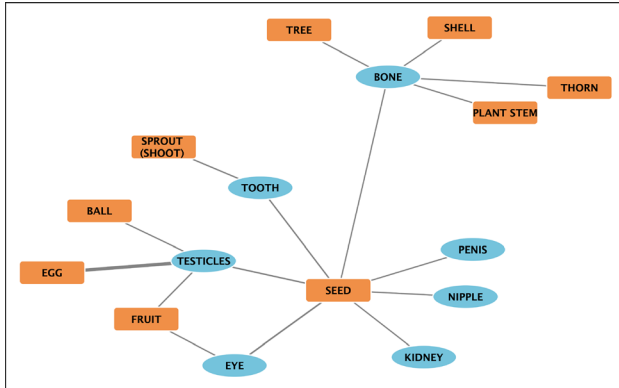 TREE
SHELL
BONE
THORN
PLANT STEM
SPROUT
(SHOOT)
TOOTH
BALL
TESTICLES
PENIS
EGG
SEED
NIPPLE
FRUIT
EYE
KIDNEY